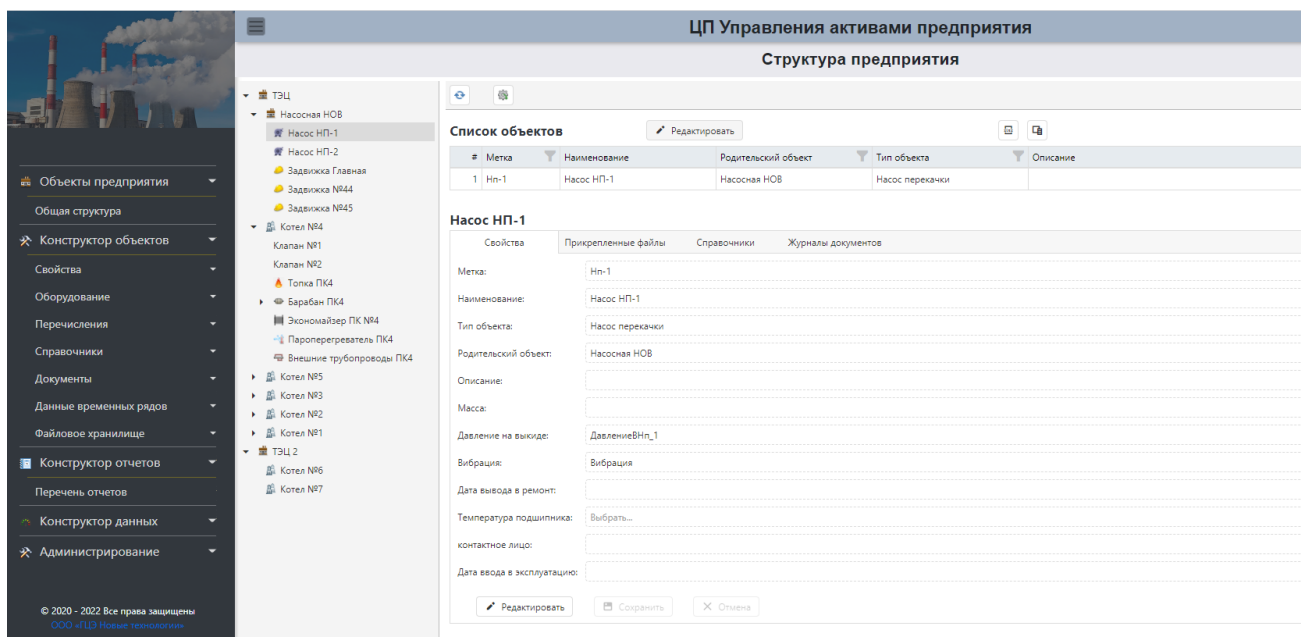 ЦП Управления активами предприятия
Структура предприятия
Объекты предприятия
Общая структура
Конструктор объектов
Свойства
Оборудование
Перечисления
Справочники
Документы
Данные временных рядов
Файловое хранилище
Конструктор отчетов
Перечень отчетов
Конструктор данных
Администрирование
© 2020 - 2022 Все права защищены
ООО «ГЦЭ Новые технологии»
ТЭЦ
Насосная НОВ
Насос НП-1
Насос НП-2
Задвижка Главная
Задвижка №44
Задвижка №45
Котел №4
Клапан №1
Клапан №2
Топка ПК4
Барабан ПК4
Экономайзер ПК №4
Пароперегреватель ПК4
Внешние трубопроводы ПК4
Котел №5
Котел №3
Котел №2
Котел №1
ТЭЦ 2
Котел №6
Котел №7
Список объектов Редактировать
# Метка Наименование Родительский объект Тип объекта Описание
1 Нп-1 Насос НП-1 Насосная НОВ Насос перекачки
Насос НП-1
Свойства Прикрепленные файлы Справочники Журналы документов
Метка: Нп-1
Наименование: Насос НП-1
Тип объекта: Насос перекачки
Родительский объект: Насосная НОВ
Описание:
Масса:
Давление на выкиде: ДавлениеВНп_1
Вибрация: Вибрация
Дата вывода в ремонт:
Температура подшипника: Выбрать...
контактное лицо:
Дата ввода в эксплуатацию:
Редактировать Сохранить Отмена